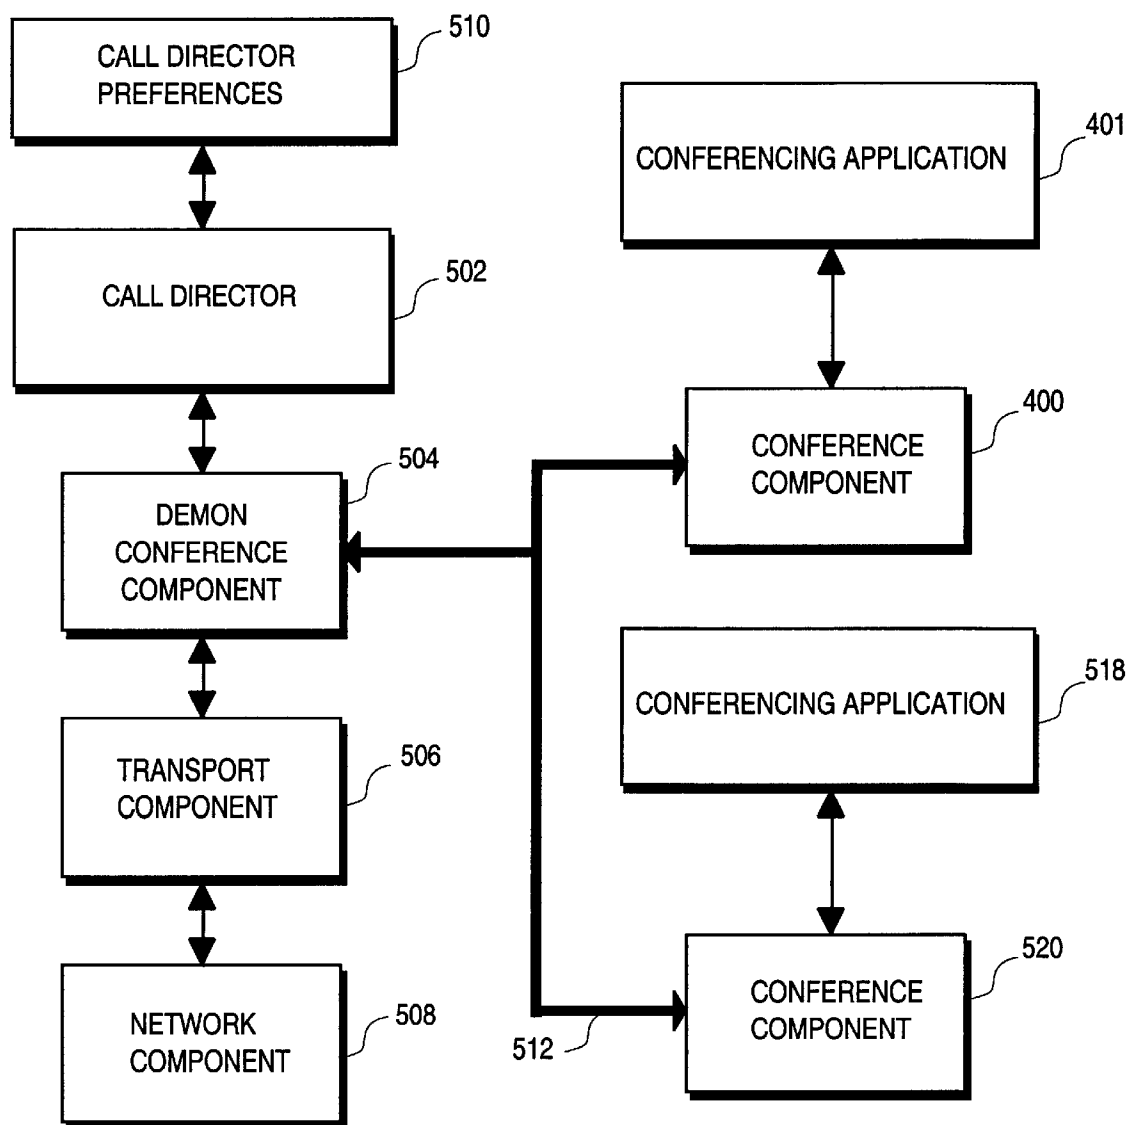 510
CALL DIRECTOR
PREFERENCES
401
CONFERENCING APPLICATION
502
CALL DIRECTOR
400
CONFERENCE
COMPONENT
504
DEMON
CONFERENCE
COMPONENT
518
CONFERENCING APPLICATION
506
TRANSPORT
COMPONENT
520
CONFERENCE
COMPONENT
508
NETWORK
COMPONENT
512